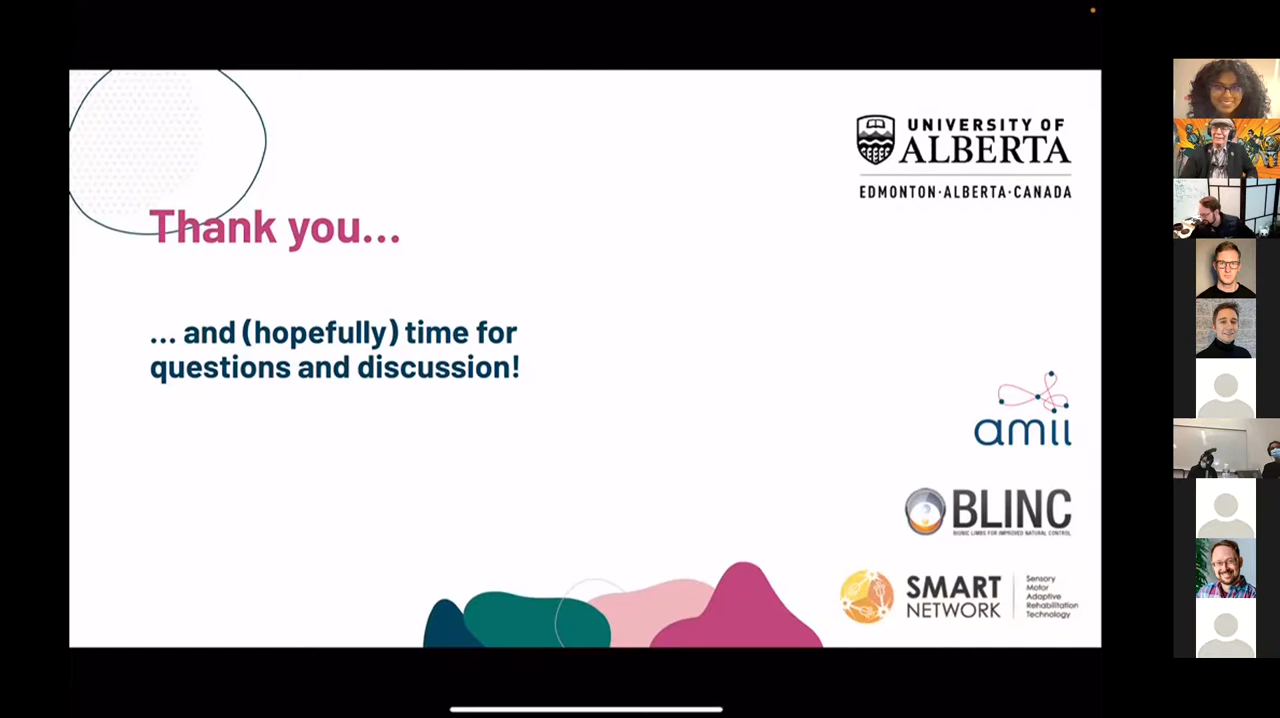 UNIVERSITY OF
ALBERTA
EDMONTON·ALBERTA·CANADA
Thank you...
... and (hopefully) time for
questions and discussion!
amii
BLINC
BIONIC LIMBS FOR IMPROVED NATURAL CONTROL
SMART
NETWORK
Sensory
Motor
Adaptive
Rehabilitation
Technology